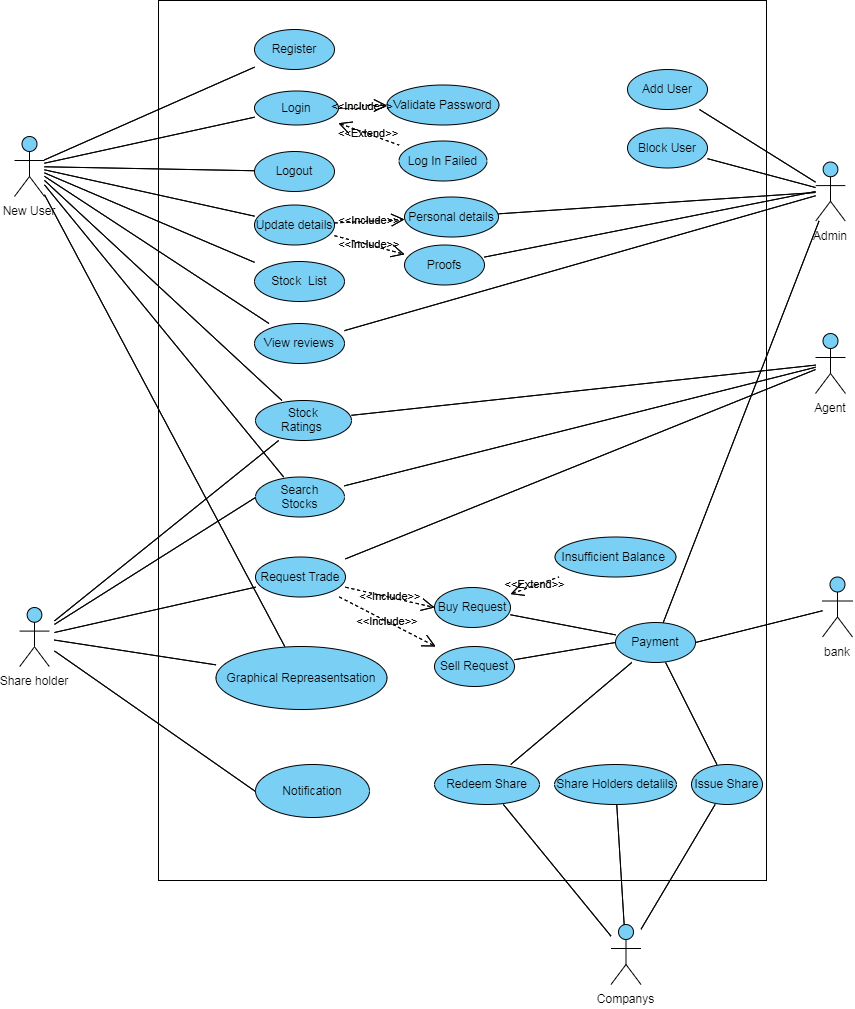 Register
Login
<<Include>>
Validate Password
Add User
<<Extend>>
Block User
Log In Failed
Logout
New User
Personal details
Update details
<<Include>>
Admin
<<Include>>
Proofs
Stock List
View reviews
Agent
Stock
Ratings
Search
Stocks
Insufficient Balance
Request Trade
<<Extend>>
<<Include>>
Buy Request
<<Include>>
Payment
bank
Sell Request
Share holder
Graphical Repreasentsation
Redeem Share
Share Holders detalils
Issue Share
Notification
Companys